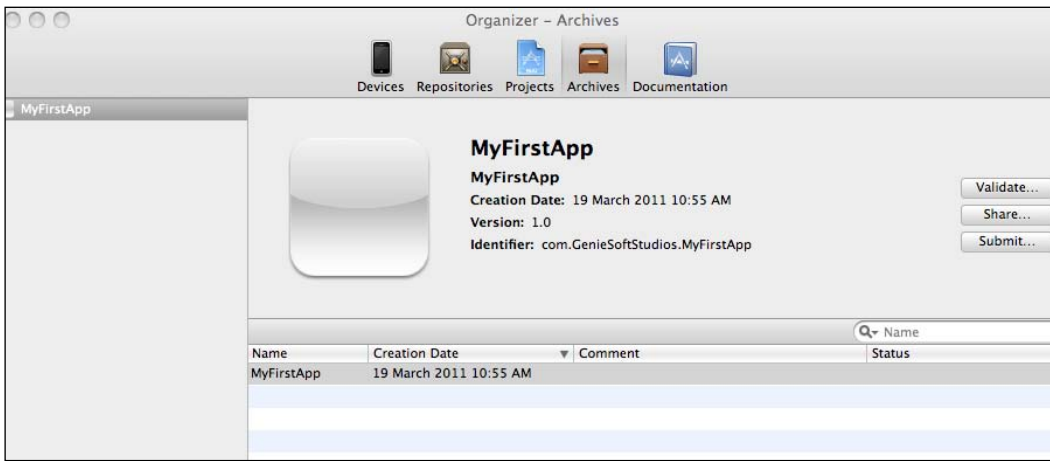 Organizer – Archives
Devices Repositories Projects Archives Documentation
MyFirstApp
MyFirstApp
MyFirstApp
Creation Date: 19 March 2011 10:55 AM
Version: 1.0
Identifier: com.GenieSoftStudios.MyFirstApp
Validate...
Share...
Submit...
Name
Name Creation Date Comment Status
MyFirstApp 19 March 2011 10:55 AM